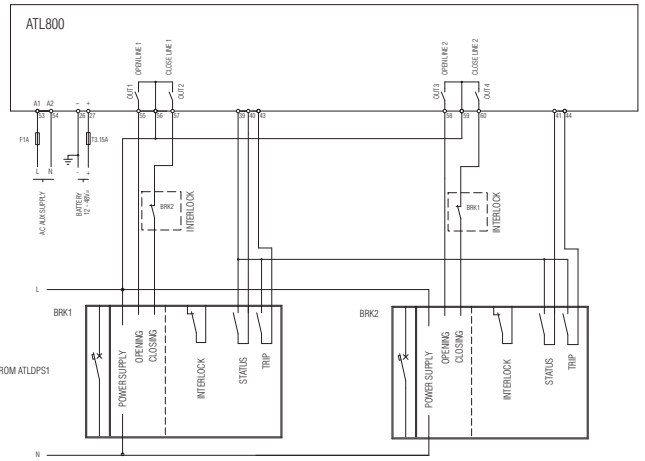 ATL800
OPEN LINE 1
CLOSE LINE 1
OPEN LINE 2
CLOSE LINE 2
OUT1
OUT2
OUT3
OUT4
A1 A2 - +
53 54 26 27 55 56 57 39 40 43 58 59 60 41 44
F1A
T3.15A
L N - +
AC AUX SUPPLY
BATTERY
12 - 48V=
BRK2
INTERLOCK
BRK1
INTERLOCK
L
BRK1
BRK2
ROM ATLDPS1
POWER SUPPLY
OPENING
CLOSING
INTERLOCK
STATUS
TRIP
POWER SUPPLY
OPENING
CLOSING
INTERLOCK
STATUS
TRIP
N